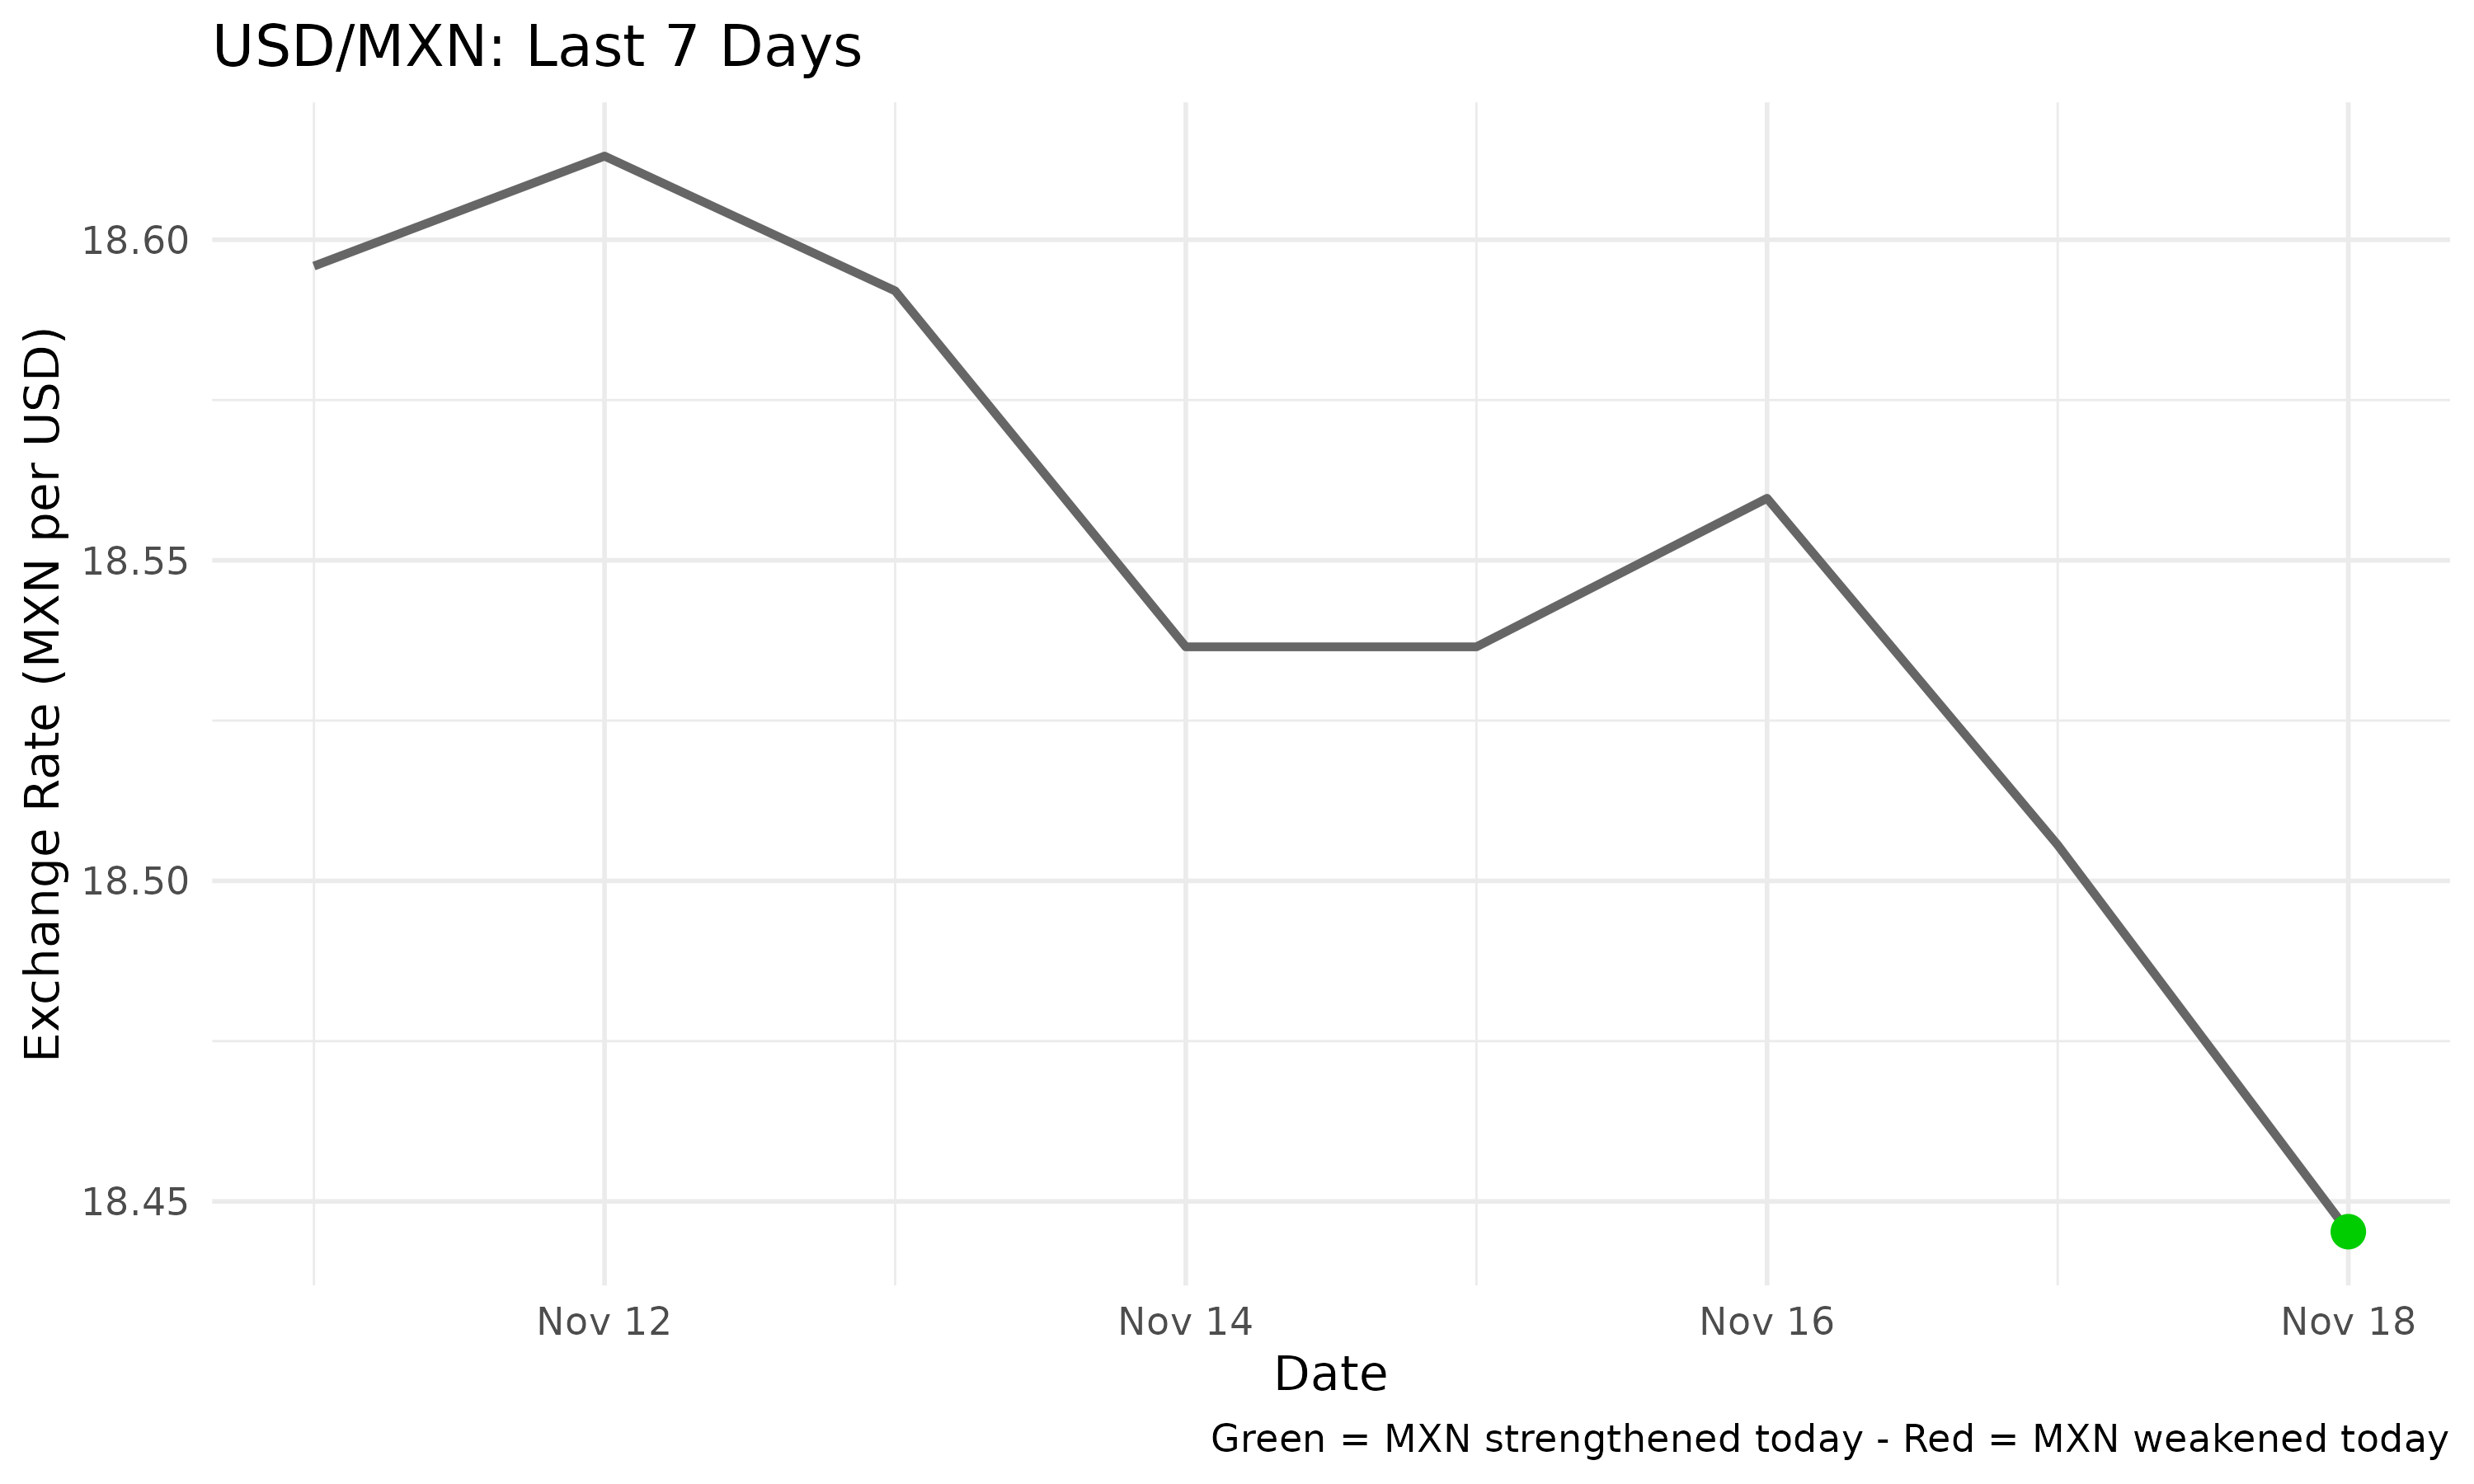 USD/MXN: Last 7 Days
Exchange Rate (MXN per USD)
18.60
18.55
18.50
18.45
Nov 12
Nov 14
Nov 16
Nov 18
Date
Green = MXN strengthened today - Red = MXN weakened today